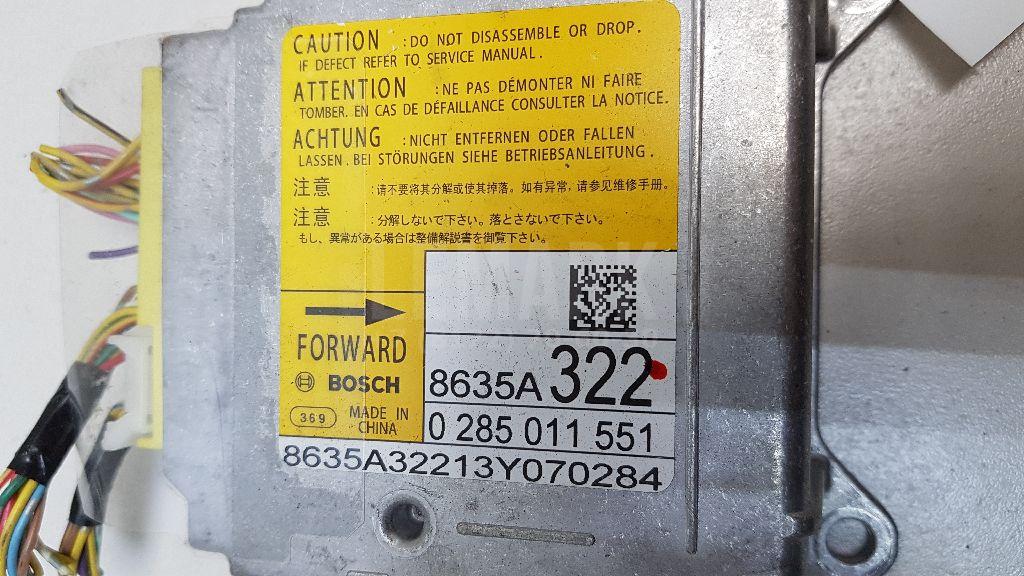 CAUTION : DO NOT DISASSEMBLE OR DROP.
IF DEFECT REFER TO SERVICE MANUAL.
ATTENTION : NE PAS DÉMONTER NI FAIRE
TOMBER. EN CAS DE DÉFAILLANCE CONSULTER LA NOTICE.
ACHTUNG : NICHT ENTFERNEN ODER FALLEN
LASSEN. BEI STÖRUNGEN SIEHE BETRIEBSANLEITUNG.
注意 : 请不要将其分解或使其掉落。如有异常，请参见维修手册.
注意 : 分解しないで下さい。落とさないで下さい。
もし、異常がある場合は整備解説書を御覧下さい。
FORWARD
BOSCH
369 MADE IN
CHINA
8635A 322
0 285 011 551
8635A32213Y070284